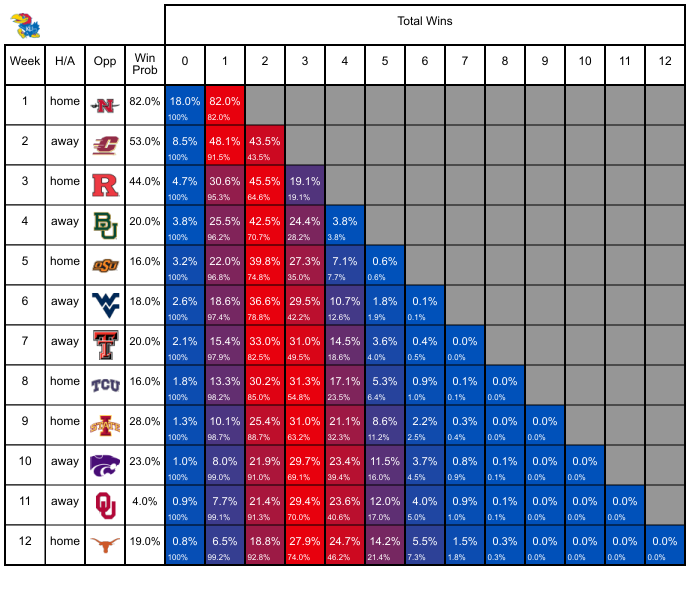 Total Wins
Week H/A Opp Win Prob 0 1 2 3 4 5 6 7 8 9 10 11 12
1 home N 82.0% 18.0% 82.0%
100% 82.0%
2 away C 53.0% 8.5% 48.1% 43.5%
100% 91.5% 43.5%
3 home R 44.0% 4.7% 30.6% 45.5% 19.1%
100% 95.3% 64.6% 19.1%
4 away BU 20.0% 3.8% 25.5% 42.5% 24.4% 3.8%
100% 96.2% 70.7% 28.2% 3.8%
5 home OSU 16.0% 3.2% 22.0% 39.8% 27.3% 7.1% 0.6%
100% 96.8% 74.8% 35.0% 7.7% 0.6%
6 away WV 18.0% 2.6% 18.6% 36.6% 29.5% 10.7% 1.8% 0.1%
100% 97.4% 78.8% 42.2% 12.6% 1.9% 0.1%
7 away T 20.0% 2.1% 15.4% 33.0% 31.0% 14.5% 3.6% 0.4% 0.0%
100% 97.9% 82.5% 49.5% 18.6% 4.0% 0.5% 0.0%
8 home TCU 16.0% 1.8% 13.3% 30.2% 31.3% 17.1% 5.3% 0.9% 0.1% 0.0%
100% 98.2% 85.0% 54.8% 23.5% 6.4% 1.0% 0.1% 0.0%
9 home I STATE 28.0% 1.3% 10.1% 25.4% 31.0% 21.1% 8.6% 2.2% 0.3% 0.0% 0.0%
100% 98.7% 88.7% 63.2% 32.3% 11.2% 2.5% 0.4% 0.0% 0.0%
10 away 23.0% 1.0% 8.0% 21.9% 29.7% 23.4% 11.5% 3.7% 0.8% 0.1% 0.0% 0.0%
100% 99.0% 91.0% 69.1% 39.4% 16.0% 4.5% 0.9% 0.1% 0.0% 0.0%
11 away OU 4.0% 0.9% 7.7% 21.4% 29.4% 23.6% 12.0% 4.0% 0.9% 0.1% 0.0% 0.0% 0.0%
100% 99.1% 91.3% 70.0% 40.6% 17.0% 5.0% 1.0% 0.1% 0.0% 0.0% 0.0%
12 home 19.0% 0.8% 6.5% 18.8% 27.9% 24.7% 14.2% 5.5% 1.5% 0.3% 0.0% 0.0% 0.0% 0.0%
100% 99.2% 92.8% 74.0% 46.2% 21.4% 7.3% 1.8% 0.3% 0.0% 0.0% 0.0% 0.0%